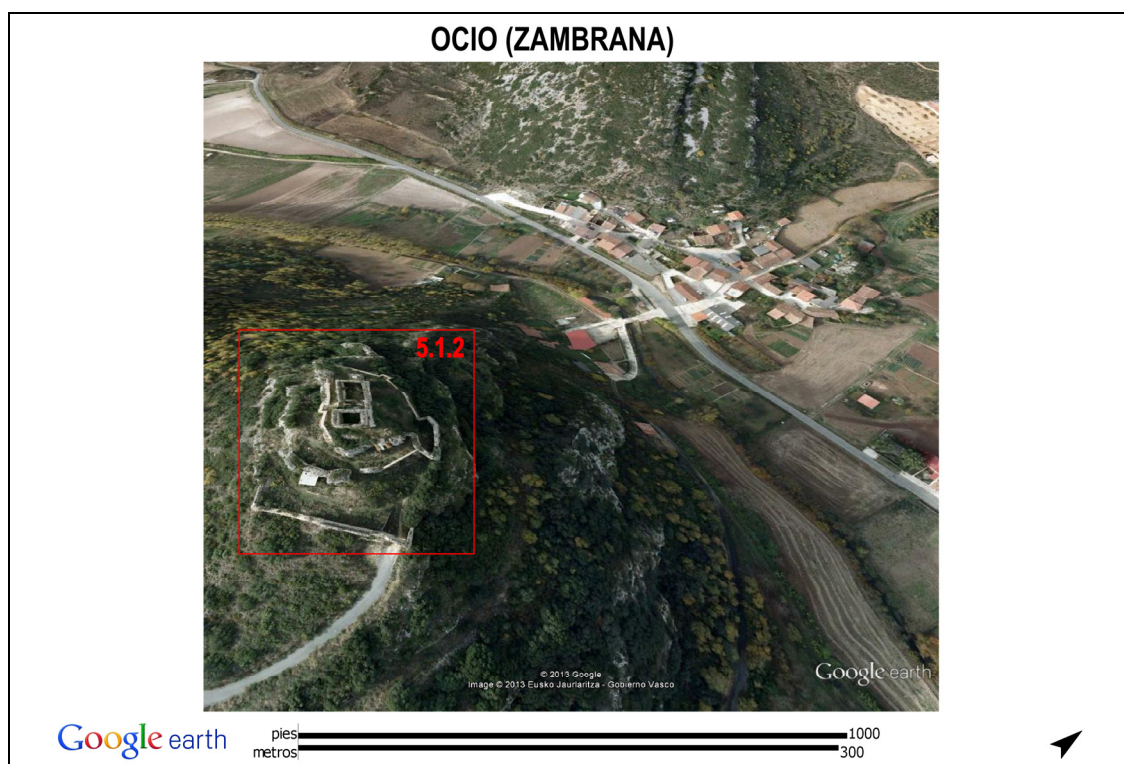 OCIO (ZAMBRANA)
5.1.2
© 2013 Google
Image © 2013 Eusko Jaurlaritza - Gobierno Vasco
Google earth
Google earth
pies 1000
metros 300